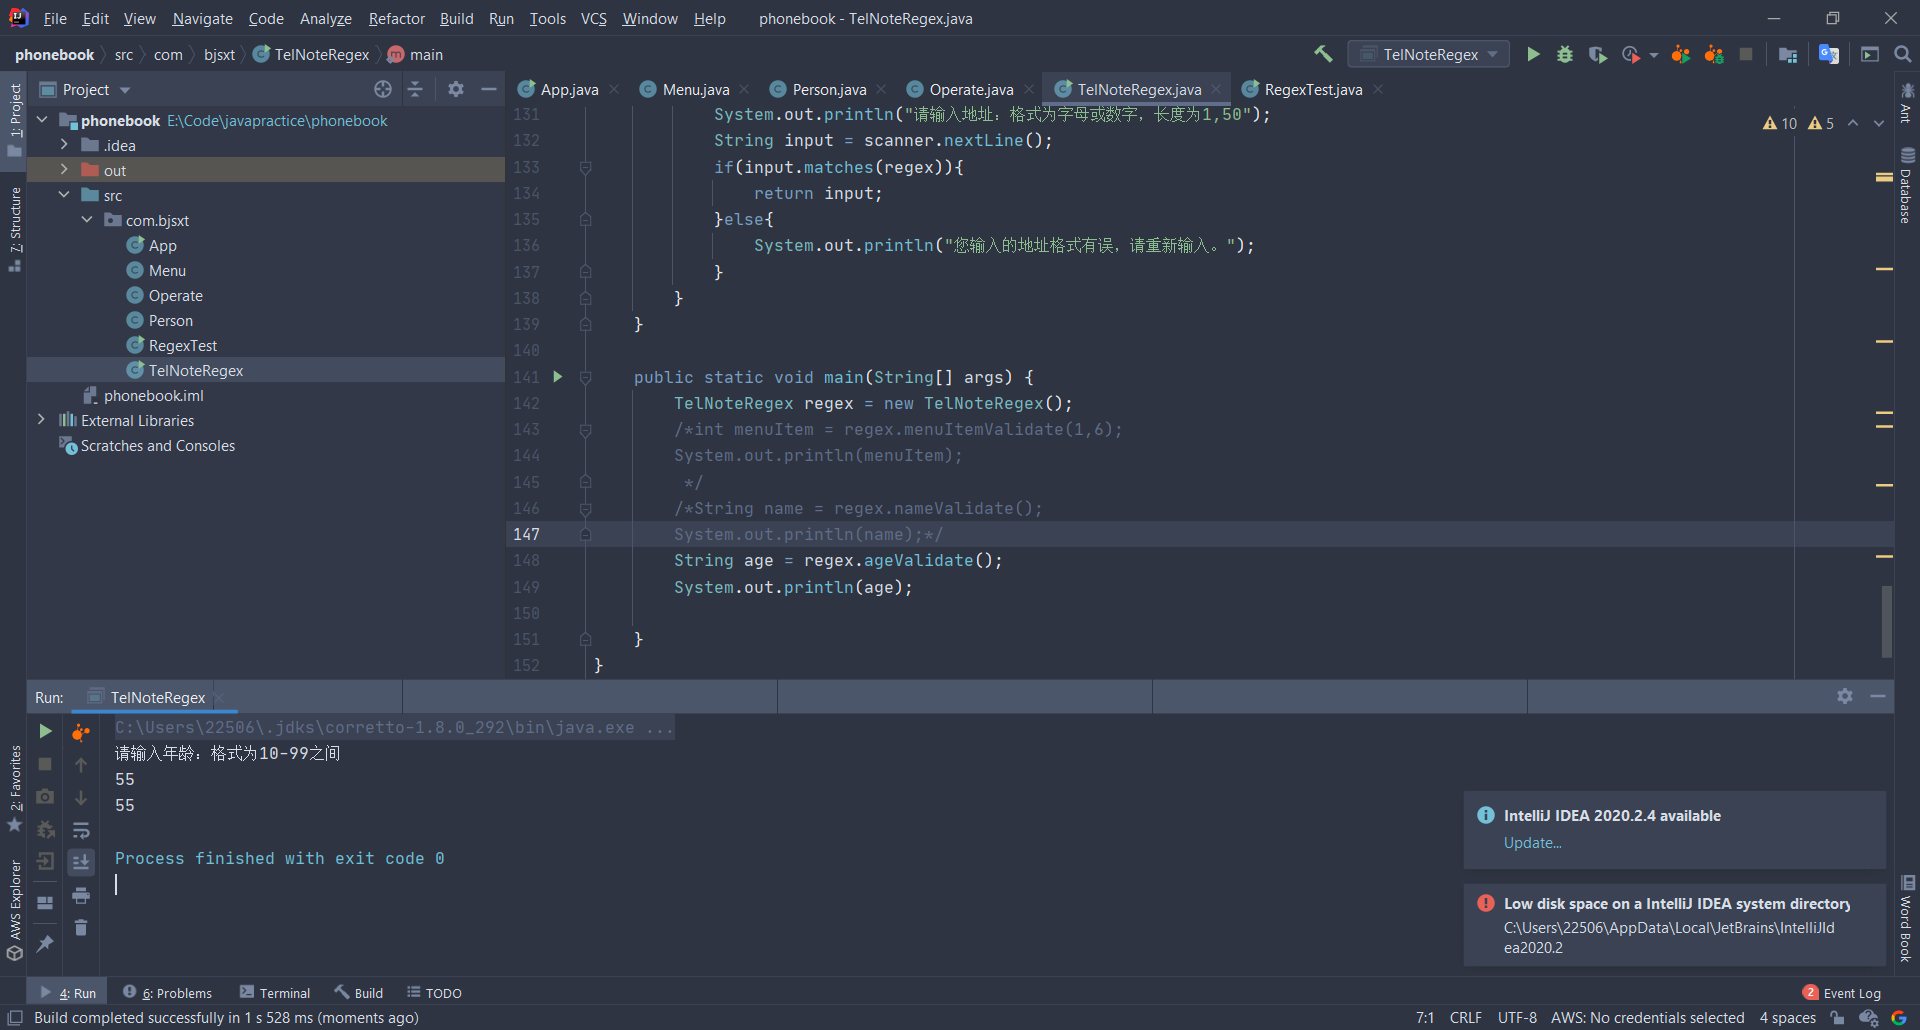 File Edit View Navigate Code Analyze Refactor Build Run Tools VCS Window Help phonebook - TelNoteRegex.java
phonebook src com bjsxt TelNoteRegex main TelNoteRegex
Project
App.java Menu.java Person.java Operate.java TelNoteRegex.java RegexTest.java
1: Project
7: Structure
2: Favorites
AWS Explorer
phonebook E:\Code\javapractice\phonebook
.idea
out
src
com.bjsxt
App
Menu
Operate
Person
RegexTest
TelNoteRegex
phonebook.iml
External Libraries
Scratches and Consoles
10 5
131 System.out.println("请输入地址: 格式为字母或数字, 长度为1,50");
132 String input = scanner.nextLine();
133 if(input.matches(regex)){
134 return input;
135 }else{
136 System.out.println("您输入的地址格式有误, 请重新输入。");
137 }
138 }
139 }
140
141 public static void main(String[] args) {
142 TelNoteRegex regex = new TelNoteRegex();
143 /*int menuItem = regex.menuItemValidate(1,6);
144 System.out.println(menuItem);
145 */
146 /*String name = regex.nameValidate();
147 System.out.println(name);*/
148 String age = regex.ageValidate();
149 System.out.println(age);
150
151 }
152 }
Ant
Database
Word Book
Run: TelNoteRegex
C:\Users\22506\.jdks\corretto-1.8.0_292\bin\java.exe ...
请输入年龄: 格式为10-99之间
55
55
Process finished with exit code 0
IntelliJ IDEA 2020.2.4 available
Update...
Low disk space on a IntelliJ IDEA system directory
C:\Users\22506\AppData\Local\JetBrains\IntelliJId
ea2020.2
4: Run 6: Problems Terminal Build TODO 2 Event Log
Build completed successfully in 1 s 528 ms (moments ago) 7:1 CRLF UTF-8 AWS: No credentials selected 4 spaces